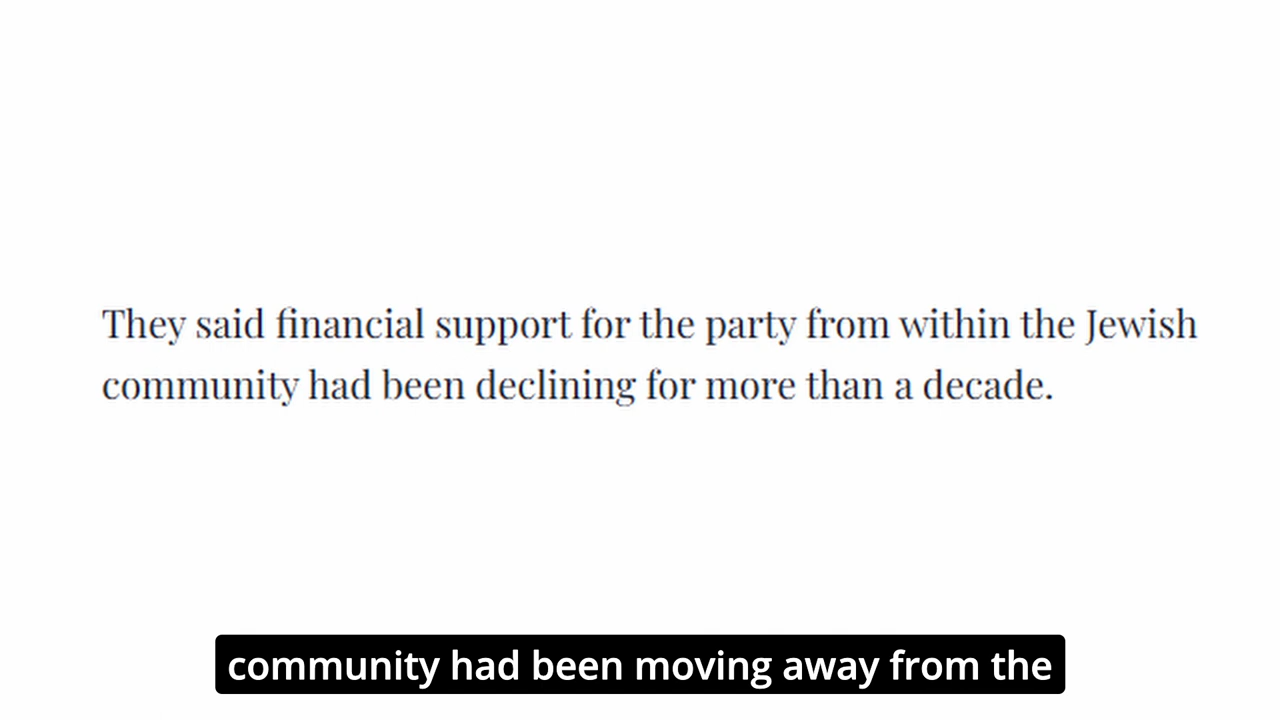 They said financial support for the party from within the Jewish
community had been declining for more than a decade.
community had been moving away from the